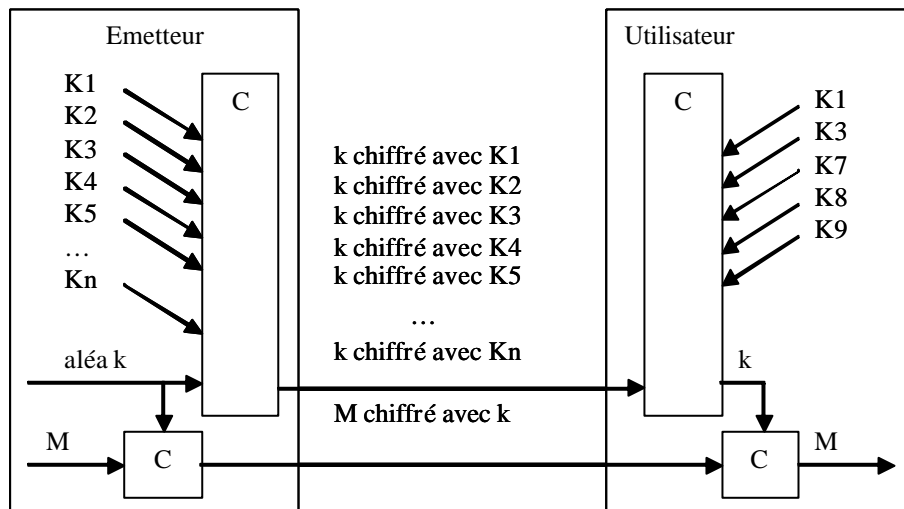 Emetteur
K1
K2
K3
K4
K5
…
Kn
C
aléa k
M
C
k chiffré avec K1
k chiffré avec K2
k chiffré avec K3
k chiffré avec K4
k chiffré avec K5
…
k chiffré avec Kn
M chiffré avec k
Utilisateur
C
K1
K3
K7
K8
K9
k
C
M